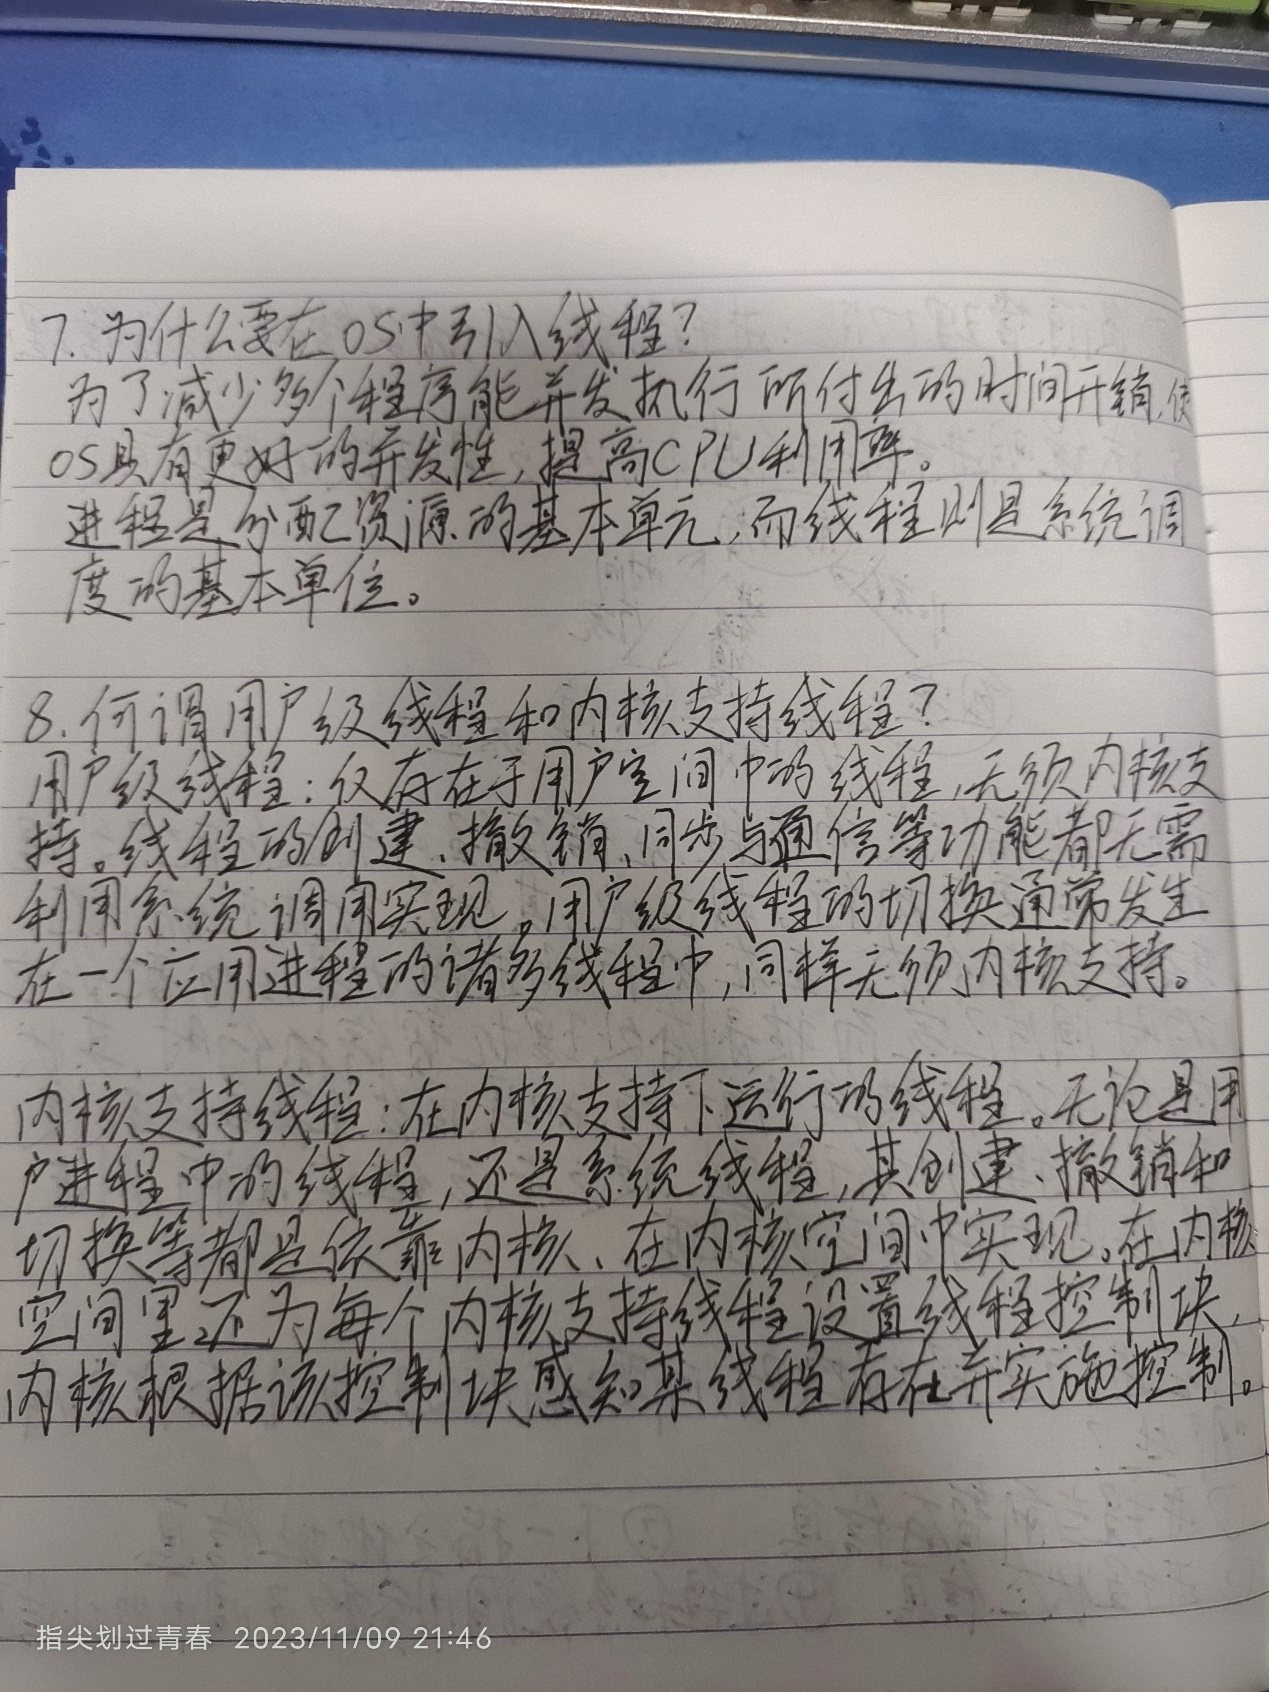 7. 为什么要在OS中引入线程?
为了减少多个程序能并发执行所付出的时间开销,使
OS具有更好的并发性,提高CPU利用率。
进程是分配资源的基本单元,而线程则是系统调
度的基本单位。
8. 何谓用户级线程和内核支持线程?
用户级线程:仅存在于用户空间中的线程,无须内核支
持。线程的创建、撤销、同步与通信等功能都无需
利用系统调用实现。用户级线程的切换通常发生
在一个应用进程的诸多线程中,同样无须内核支持。
内核支持线程:在内核支持下运行的线程。无论是用
户进程中的线程,还是系统线程,其创建、撤销和
切换等都是依靠内核、在内核空间中实现。在内核
空间里还为每个内核支持线程设置线程控制块,
内核根据该控制块感知某线程存在并实施控制。
指尖划过青春 2023/11/09 21:46